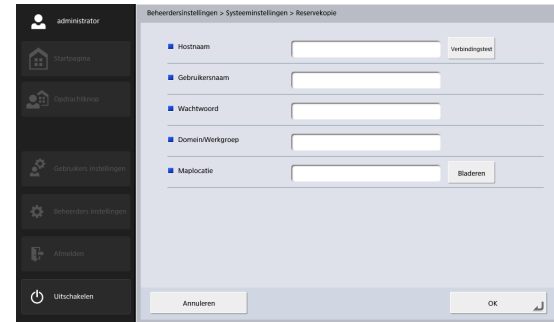 administrator
Startpagina
Opdrachtknop
Gebruikers instellingen
Beheerders instellingen
Afmelden
Uitschakelen
Beheerdersinstellingen > Systeeminstellingen > Reservekopie
Hostnaam
Verbindingstest
Gebruikersnaam
Wachtwoord
Domein/Werkgroep
Maplocatie
Bladeren
Annuleren
OK